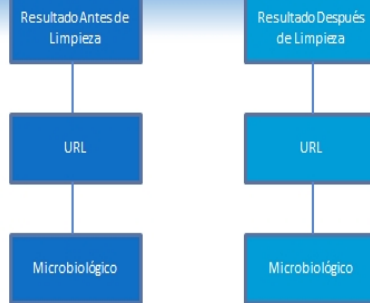 Resultado Antes de
Limpieza
URL
Microbiológico
Resultado Después
de Limpieza
URL
Microbiológico